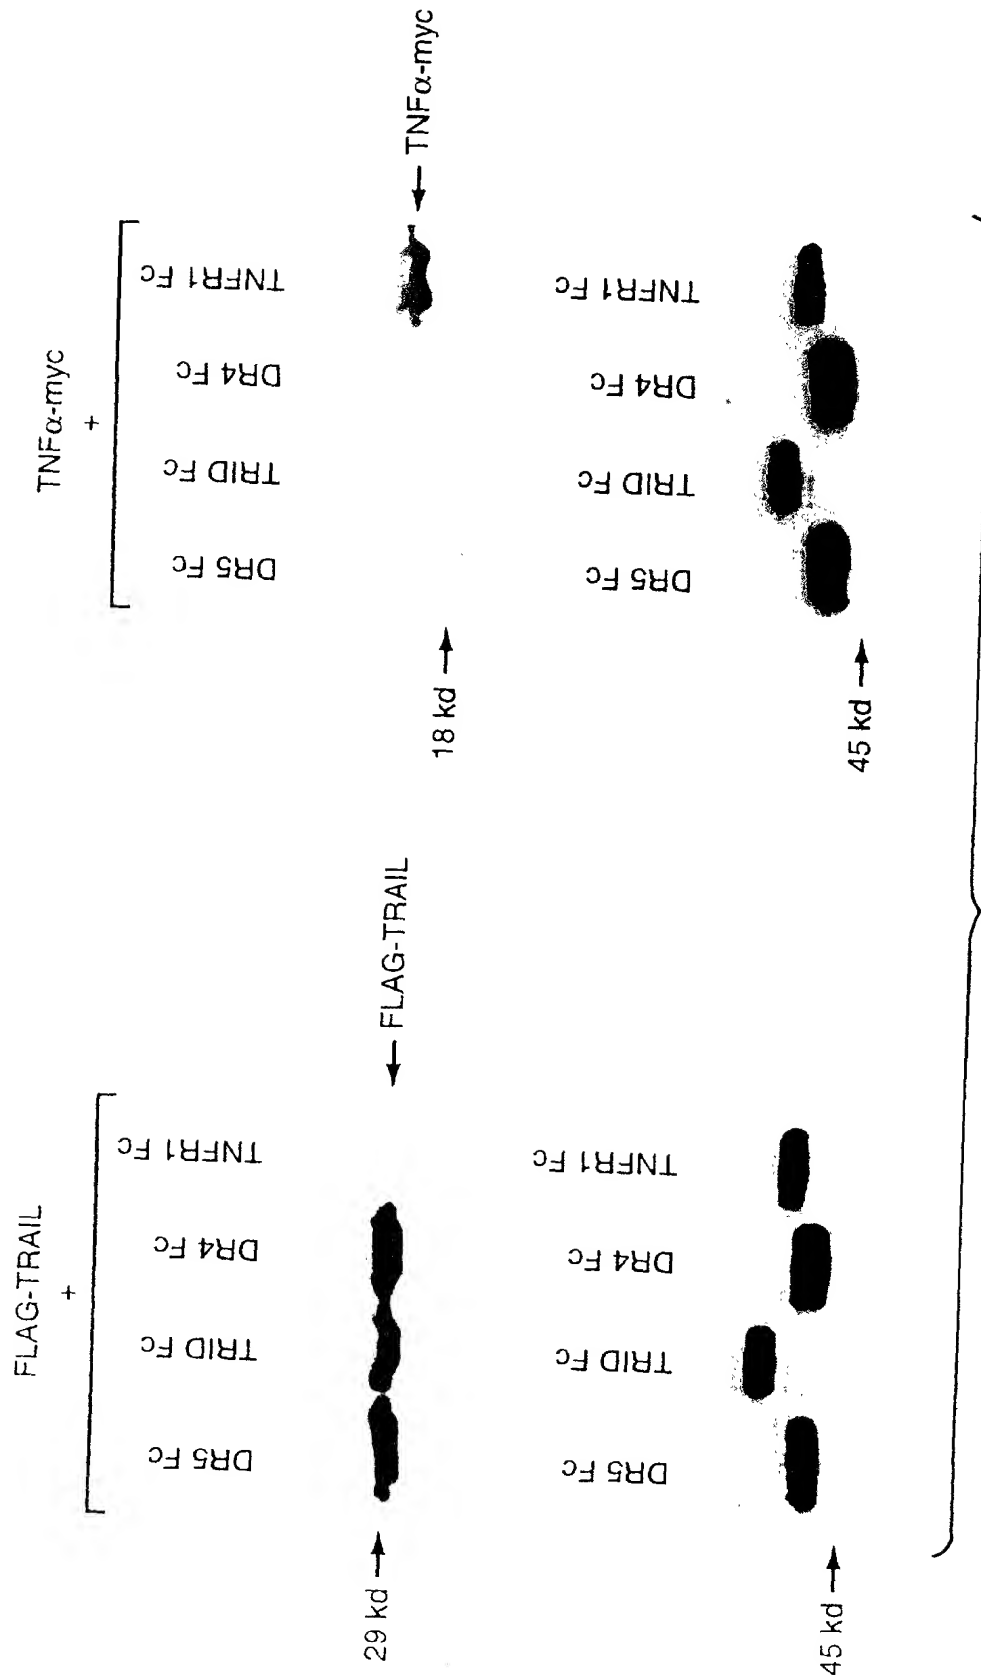 FLAG-TRAIL
+
DR5 Fc
TRID Fc
DR4 Fc
TNFR1 Fc
29 kd
FLAG-TRAIL
DR5 Fc
TRID Fc
DR4 Fc
TNFR1 Fc
45 kd
TNFα-myc
+
DR5 Fc
TRID Fc
DR4 Fc
TNFR1 Fc
18 kd
TNFα-myc
DR5 Fc
TRID Fc
DR4 Fc
TNFR1 Fc
45 kd